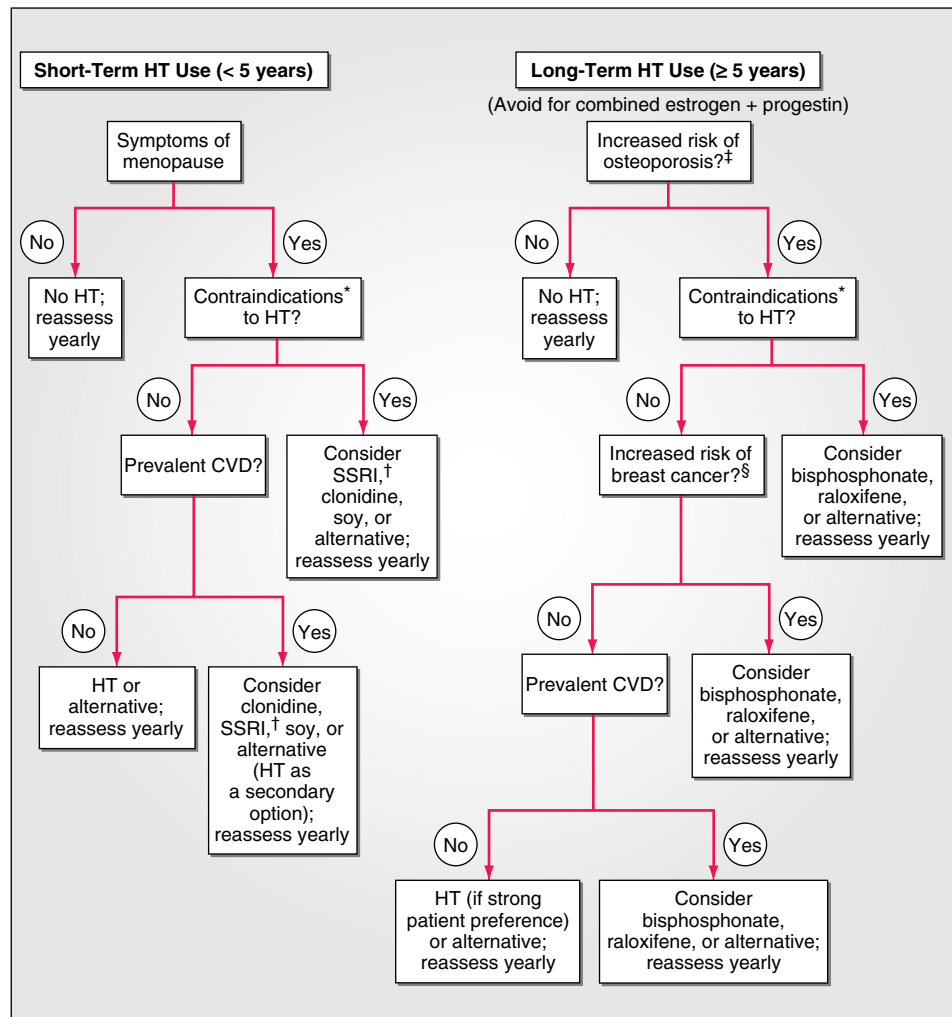 Short-Term HT Use (< 5 years)
Symptoms of
menopause
No
Yes
No HT;
reassess
yearly
Contraindications*
to HT?
No
Yes
Prevalent CVD?
Consider
SSRI,†
clonidine,
soy, or
alternative;
reassess yearly
No
Yes
HT or
alternative;
reassess yearly
Consider
clonidine,
SSRI,† soy, or
alternative
(HT as
a secondary
option);
reassess yearly
Long-Term HT Use (≥ 5 years)
(Avoid for combined estrogen + progestin)
Increased risk of
osteoporosis?‡
No
Yes
No HT;
reassess
yearly
Contraindications*
to HT?
No
Yes
Increased risk of
breast cancer?§
Consider
bisphosphonate,
raloxifene,
or alternative;
reassess yearly
No
Yes
Prevalent CVD?
Consider
bisphosphonate,
raloxifene,
or alternative;
reassess yearly
No
Yes
HT (if strong
patient preference)
or alternative;
reassess yearly
Consider
bisphosphonate,
raloxifene, or alternative;
reassess yearly